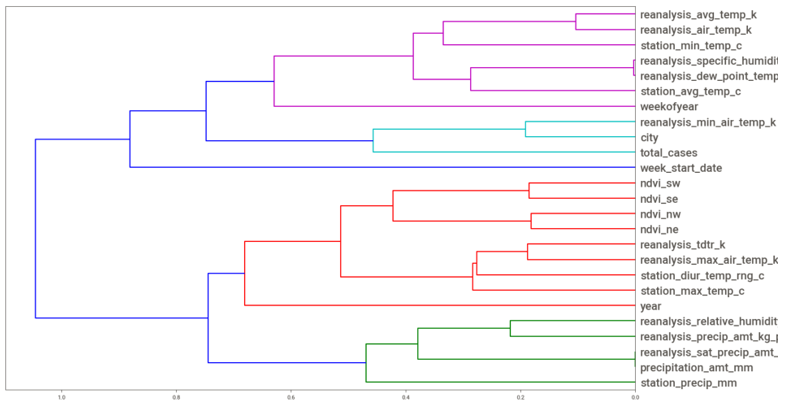 reanalysis_avg_temp_k
reanalysis_air_temp_k
station_min_temp_c
reanalysis_specific_humidit
reanalysis_dew_point_temp
station_avg_temp_c
weekofyear
reanalysis_min_air_temp_k
city
total_cases
week_start_date
ndvi_sw
ndvi_se
ndvi_nw
ndvi_ne
reanalysis_tdtr_k
reanalysis_max_air_temp_k
station_diur_temp_rng_c
station_max_temp_c
year
reanalysis_relative_humidit
reanalysis_precip_amt_kg_p
reanalysis_sat_precip_amt_
precipitation_amt_mm
station_precip_mm
1.0 0.8 0.6 0.4 0.2 0.0